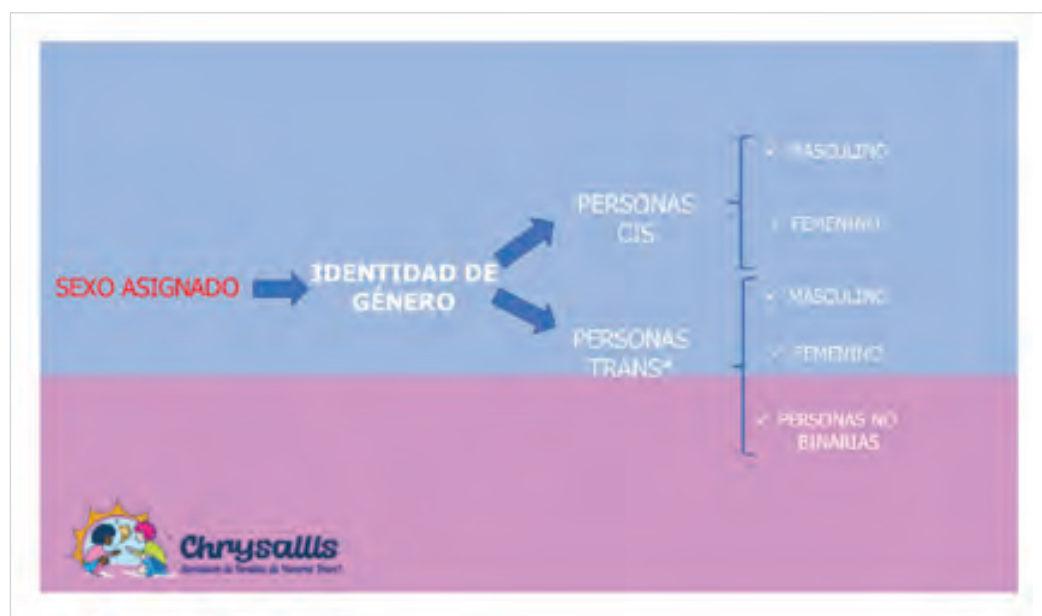 SEXO ASIGNADO
IDENTIDAD DE
GÉNERO
PERSONAS
CIS
✓ MASCULINO
✓ FEMENINO
PERSONAS
TRANS*
✓ MASCULINO
✓ FEMENINO
✓ PERSONAS NO
BINARIAS
Chrysallis